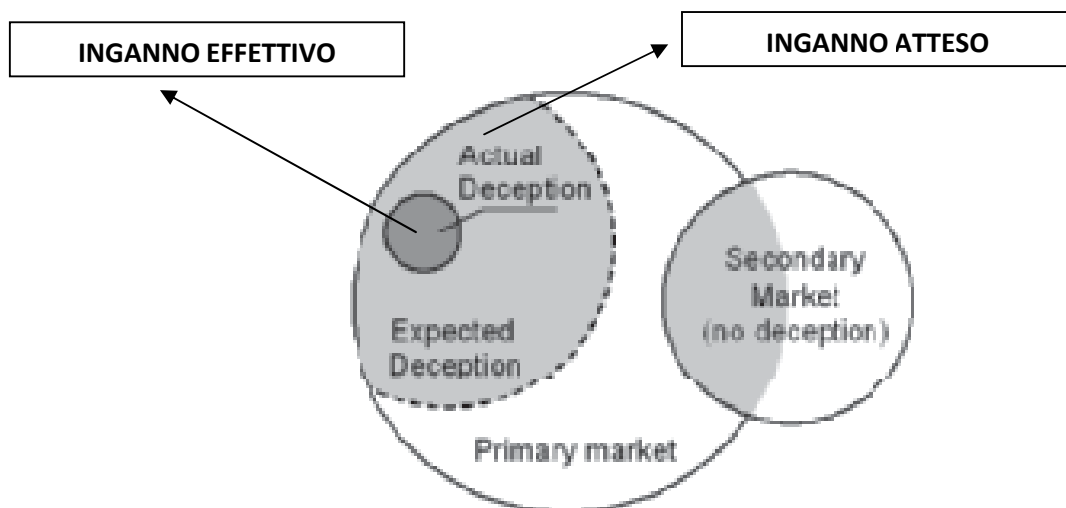 INGANNO EFFETTIVO
INGANNO ATTESO
Actual
Deception
Expected
Deception
Secondary
Market
(no deception)
Primary market